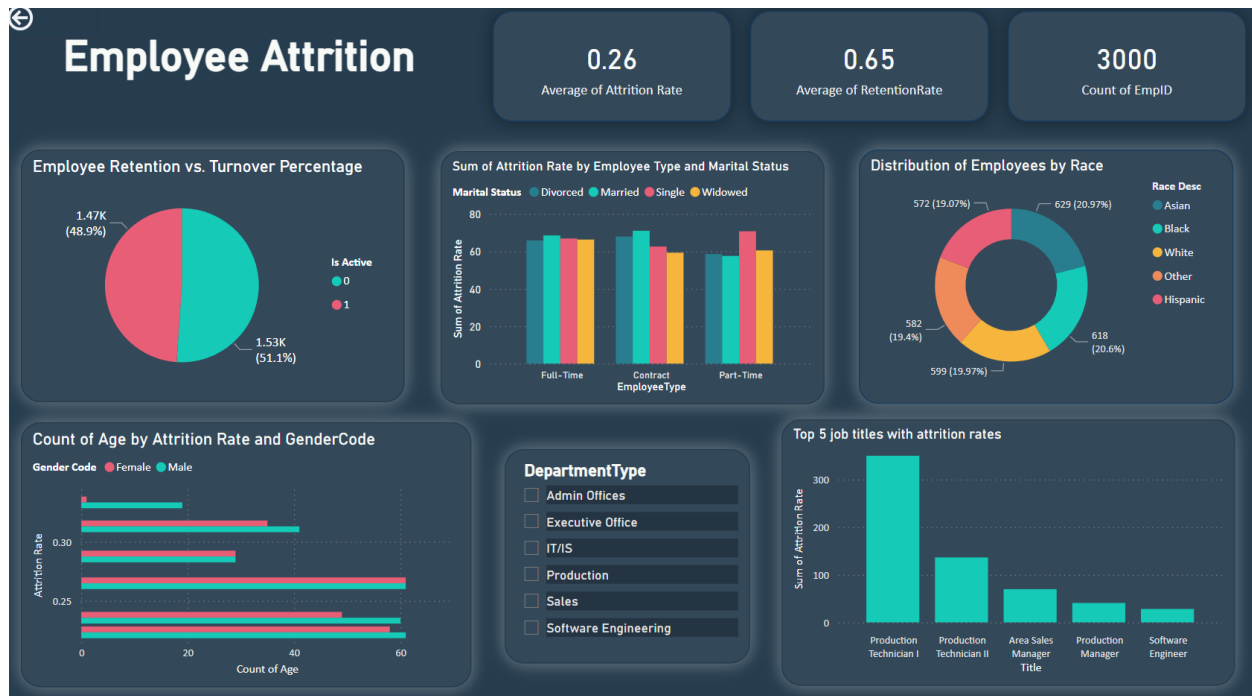 Employee Attrition
0.26
Average of Attrition Rate
0.65
Average of RetentionRate
3000
Count of EmpID
Employee Retention vs. Turnover Percentage
1.47K
(48.9%)
1.53K
(51.1%)
Is Active
0
1
Sum of Attrition Rate by Employee Type and Marital Status
Marital Status Divorced Married Single Widowed
Sum of Attrition Rate
80
60
40
20
0
Full-Time Contract Part-Time
EmployeeType
Distribution of Employees by Race
572 (19.07%)
629 (20.97%)
582
(19.4%)
618
(20.6%)
599 (19.97%)
Race Desc
Asian
Black
White
Other
Hispanic
Count of Age by Attrition Rate and GenderCode
Gender Code Female Male
Attrition Rate
0.30
0.25
0 20 40 60
Count of Age
DepartmentType
Admin Offices
Executive Office
IT/IS
Production
Sales
Software Engineering
Top 5 job titles with attrition rates
Sum of Attrition Rate
300
200
100
0
Production Production Area Sales Production Software
Technician I Technician II Manager Manager Engineer
Title